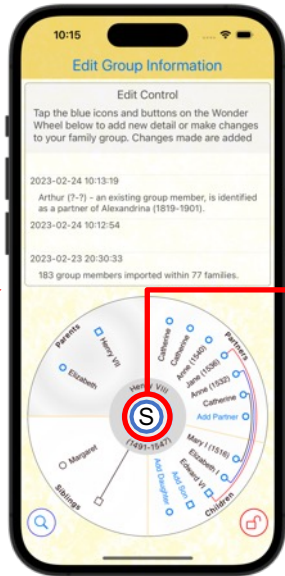 10:15
Edit Group Information
Edit Control
Tap the blue icons and buttons on the Wonder
Wheel below to add new detail or make changes
to your family group. Changes made are added
2023-02-24 10:13:19
Arthur (?-?) - an existing group member, is identified
as a partner of Alexandrina (1819-1901).
2023-02-24 10:12:54
2023-02-23 20:30:33
183 group members imported within 77 families.
Parents
Henry VII
Elizabeth
Partners
Catherine
Catherine
Anne (1540)
Jane (1536)
Anne (1532)
Catherine
Add Partner
Henry VIII
S
(1491-1547)
Mary I (1516)
Elizabeth I
Edward VI
Add Son
Add Daughter
Children
Margaret
Siblings